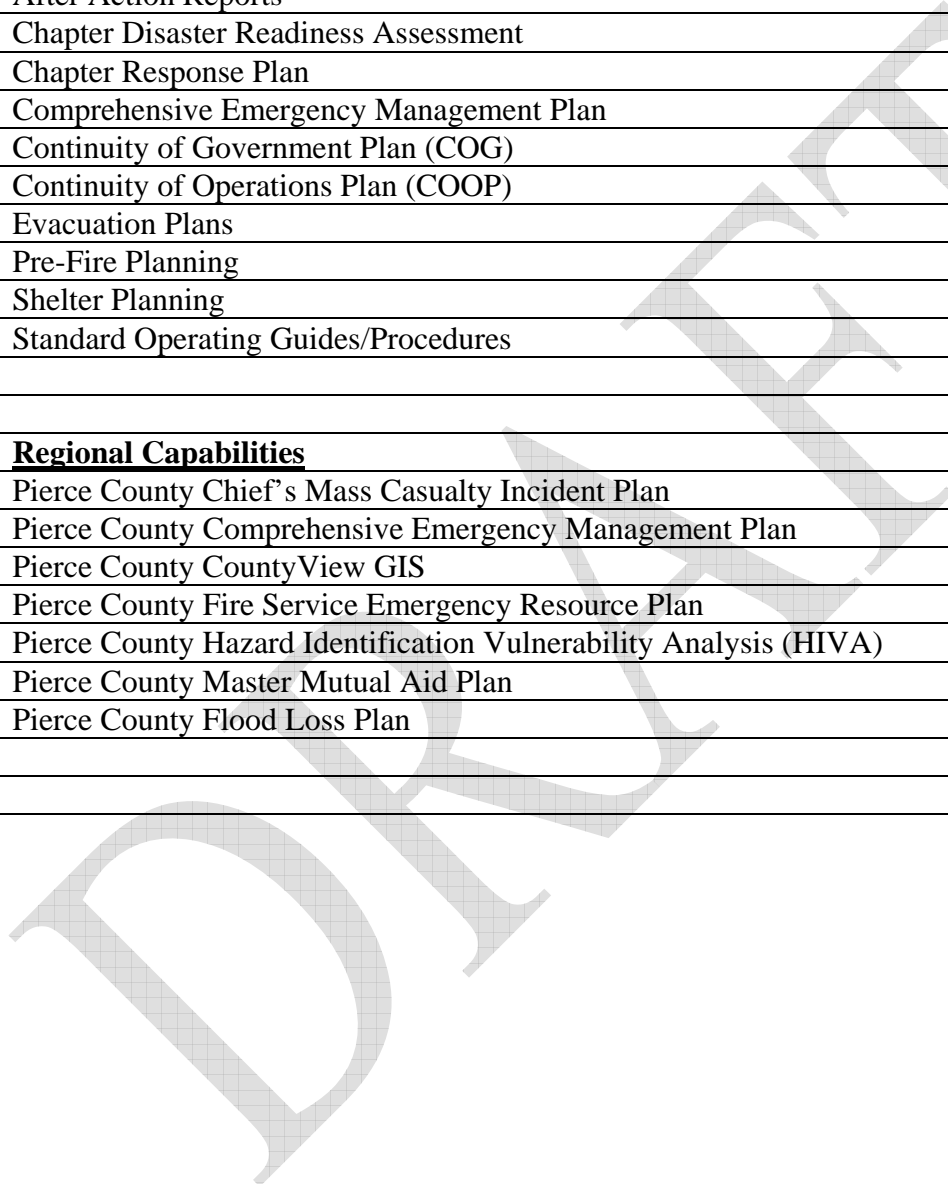 After Action Reports
Chapter Disaster Readiness Assessment
Chapter Response Plan
Comprehensive Emergency Management Plan
Continuity of Government Plan (COG)
Continuity of Operations Plan (COOP)
Evacuation Plans
Pre-Fire Planning
Shelter Planning
Standard Operating Guides/Procedures
Regional Capabilities
Pierce County Chief’s Mass Casualty Incident Plan
Pierce County Comprehensive Emergency Management Plan
Pierce County CountyView GIS
Pierce County Fire Service Emergency Resource Plan
Pierce County Hazard Identification Vulnerability Analysis (HIVA)
Pierce County Master Mutual Aid Plan
Pierce County Flood Loss Plan
DRAFT